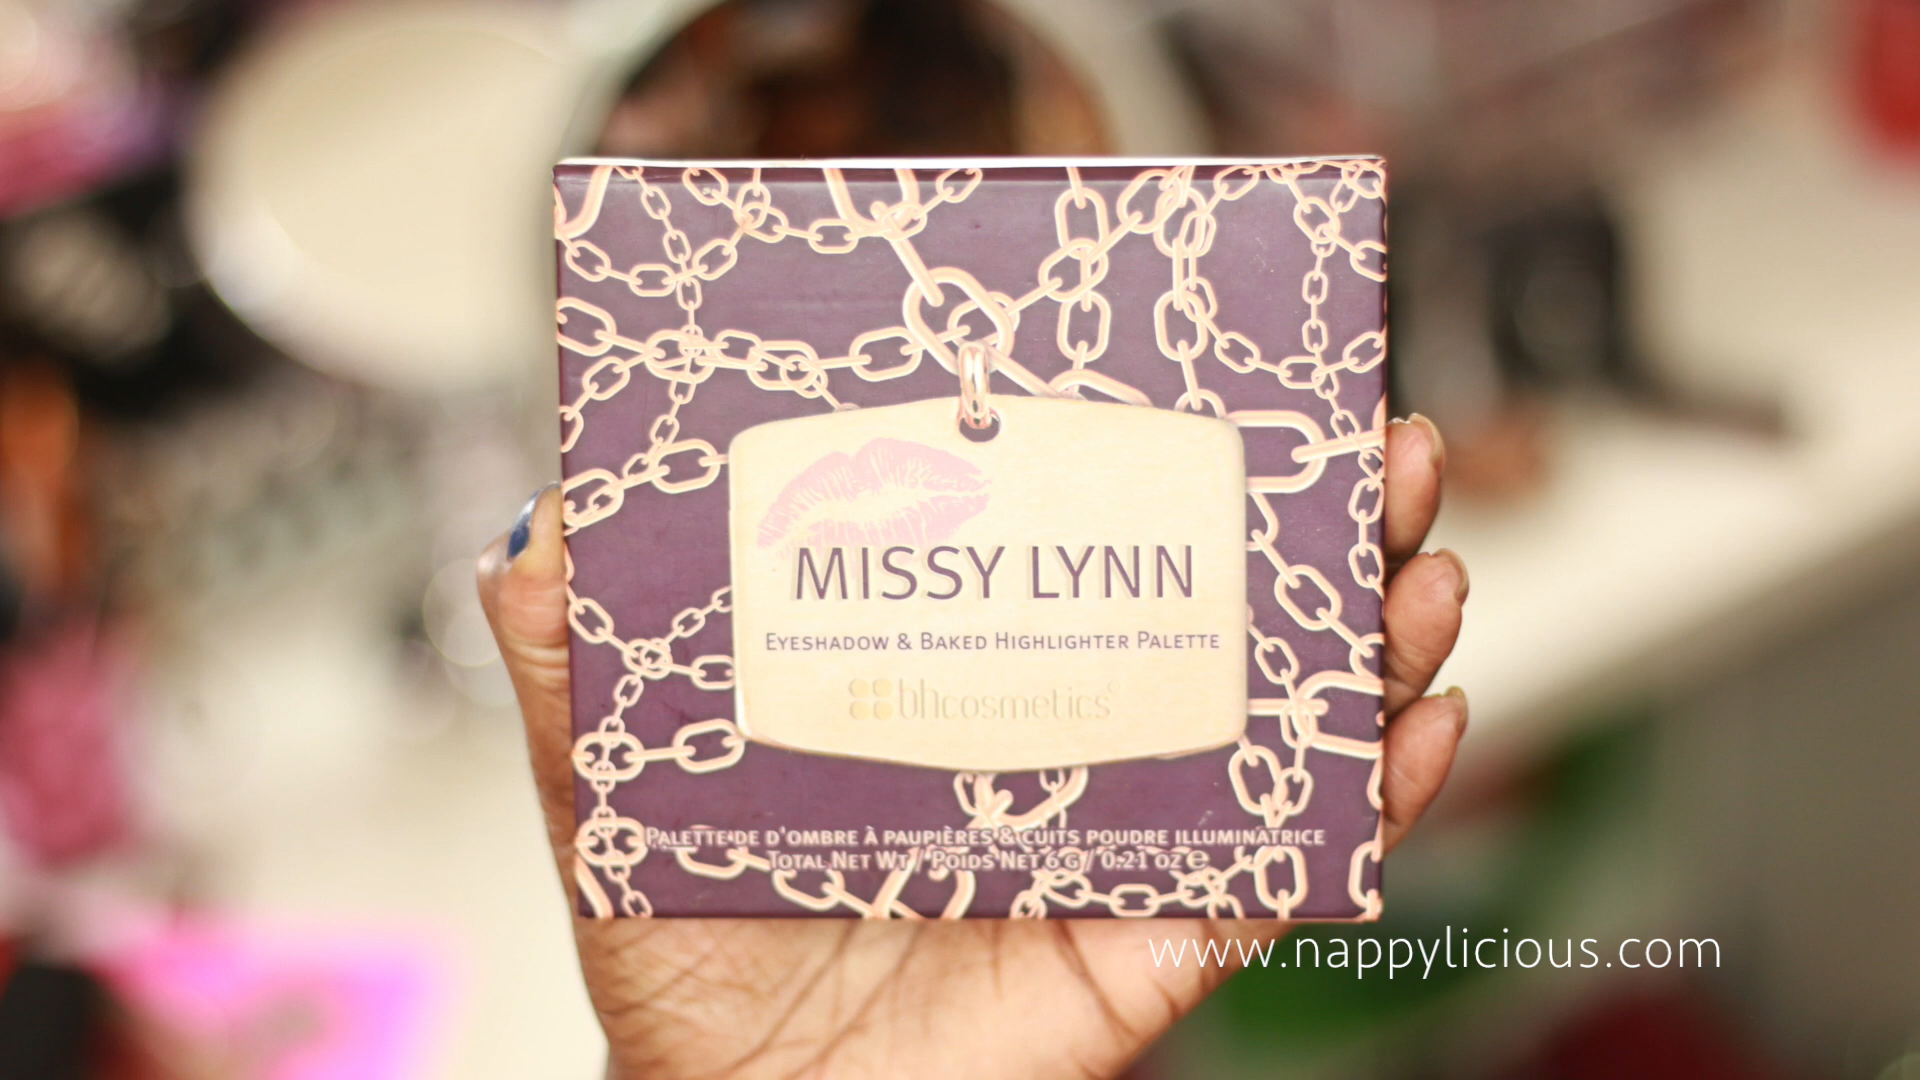 MISSY LYNN
EYESHADOW & BAKED HIGHLIGHTER PALETTE
bhcosmetics®
PALETTE DE D'OMBRE À PAUPIÈRES & CUITS POUDRE ILLUMINATRICE
TOTAL NET WT / POIDS NET 6 G / 0.21 OZ ℮
www.nappylicious.com